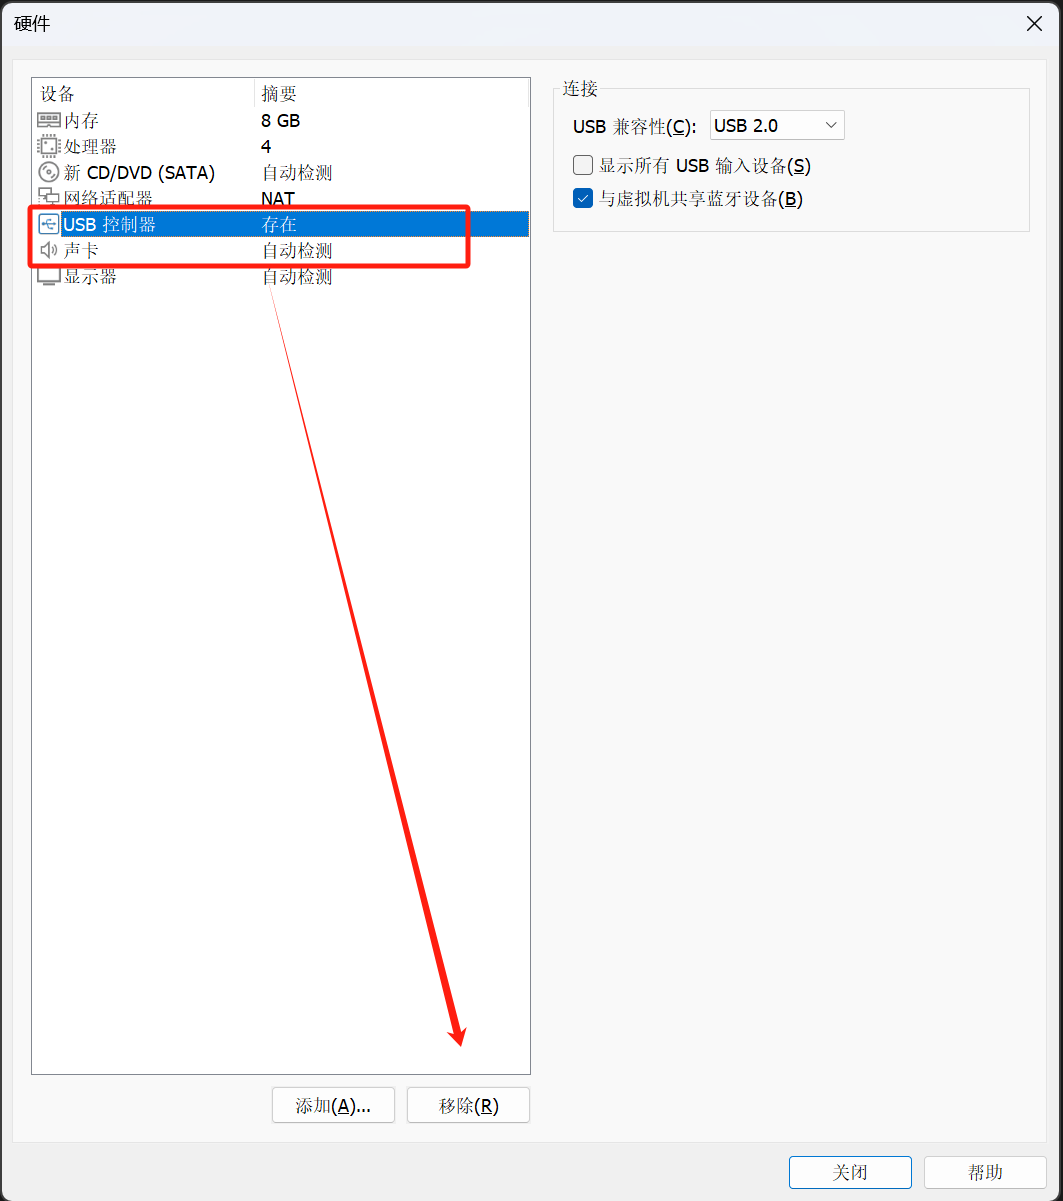 硬件
设备 摘要
内存 8 GB
处理器 4
新 CD/DVD (SATA) 自动检测
网络适配器 NAT
USB 控制器 存在
声卡 自动检测
显示器 自动检测
添加(A)... 移除(R)
连接
USB 兼容性(C): USB 2.0
显示所有 USB 输入设备(S)
与虚拟机共享蓝牙设备(B)
关闭 帮助